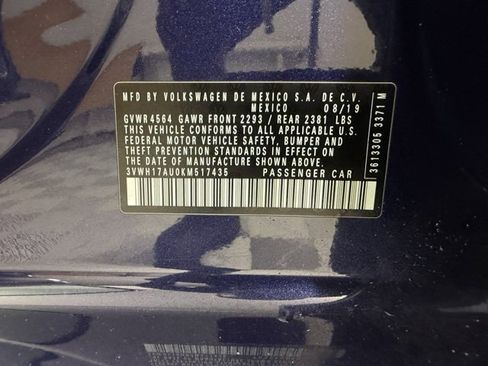 MFD BY VOLKSWAGEN DE MEXICO S.A. DE C.V.
MEXICO 08/19
GVWR4564 GAWR FRONT 2293 / REAR 2381 LBS
THIS VEHICLE CONFORMS TO ALL APPLICABLE U.S.
FEDERAL MOTOR VEHICLE SAFETY, BUMPER AND
THEFT PREVENTION STANDARDS IN EFFECT ON
THE DATE OF MANUFACTURE SHOWN ABOVE
3VWH17AU0KM517435 PASSENGER CAR
3613305 3371 M